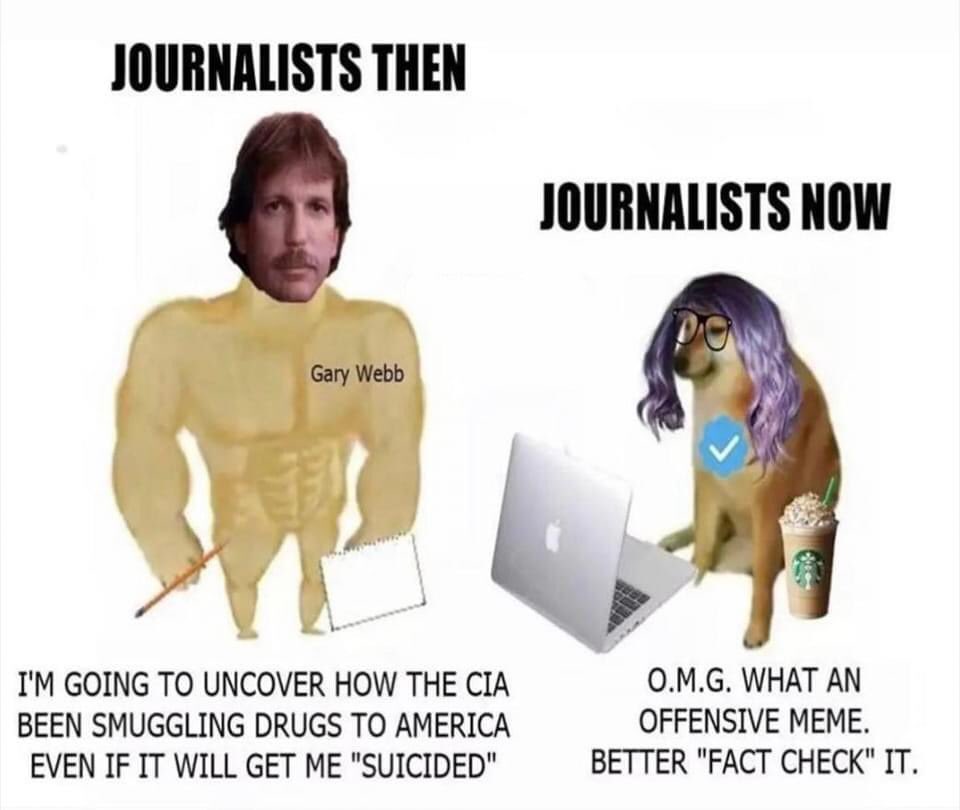 JOURNALISTS THEN
JOURNALISTS NOW
Gary Webb
I'M GOING TO UNCOVER HOW THE CIA
BEEN SMUGGLING DRUGS TO AMERICA
EVEN IF IT WILL GET ME "SUICIDED"
O.M.G. WHAT AN
OFFENSIVE MEME.
BETTER "FACT CHECK" IT.